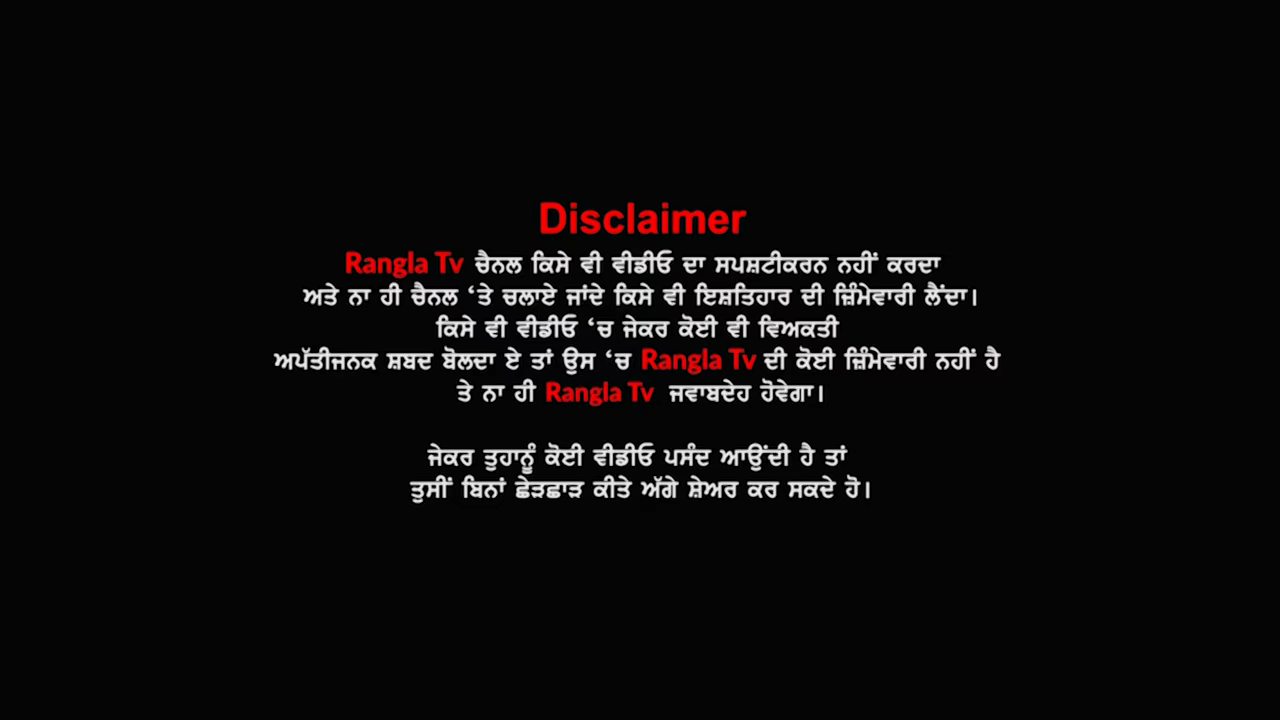 Disclaimer
Rangla Tv ਚੈਨਲ ਕਿਸੇ ਵੀ ਵੀਡੀਓ ਦਾ ਸਪਸ਼ਟੀਕਰਨ ਨਹੀਂ ਕਰਦਾ
ਅਤੇ ਨਾ ਹੀ ਚੈਨਲ ‘ਤੇ ਚਲਾਏ ਜਾਂਦੇ ਕਿਸੇ ਵੀ ਇਸ਼ਤਿਹਾਰ ਦੀ ਜ਼ਿੰਮੇਵਾਰੀ ਲੈਂਦਾ।
ਕਿਸੇ ਵੀ ਵੀਡੀਓ ‘ਚ ਜੇਕਰ ਕੋਈ ਵੀ ਵਿਅਕਤੀ
ਅਪੱਤੀਜਨਕ ਸ਼ਬਦ ਬੋਲਦਾ ਏ ਤਾਂ ਉਸ ‘ਚ Rangla Tv ਦੀ ਕੋਈ ਜ਼ਿੰਮੇਵਾਰੀ ਨਹੀਂ ਹੈ
ਤੇ ਨਾ ਹੀ Rangla Tv ਜਵਾਬਦੇਹ ਹੋਵੇਗਾ।
ਜੇਕਰ ਤੁਹਾਨੂੰ ਕੋਈ ਵੀਡੀਓ ਪਸੰਦ ਆਉਂਦੀ ਹੈ ਤਾਂ
ਤੁਸੀਂ ਬਿਨਾਂ ਛੇੜਛਾੜ ਕੀਤੇ ਅੱਗੇ ਸ਼ੇਅਰ ਕਰ ਸਕਦੇ ਹੋ।